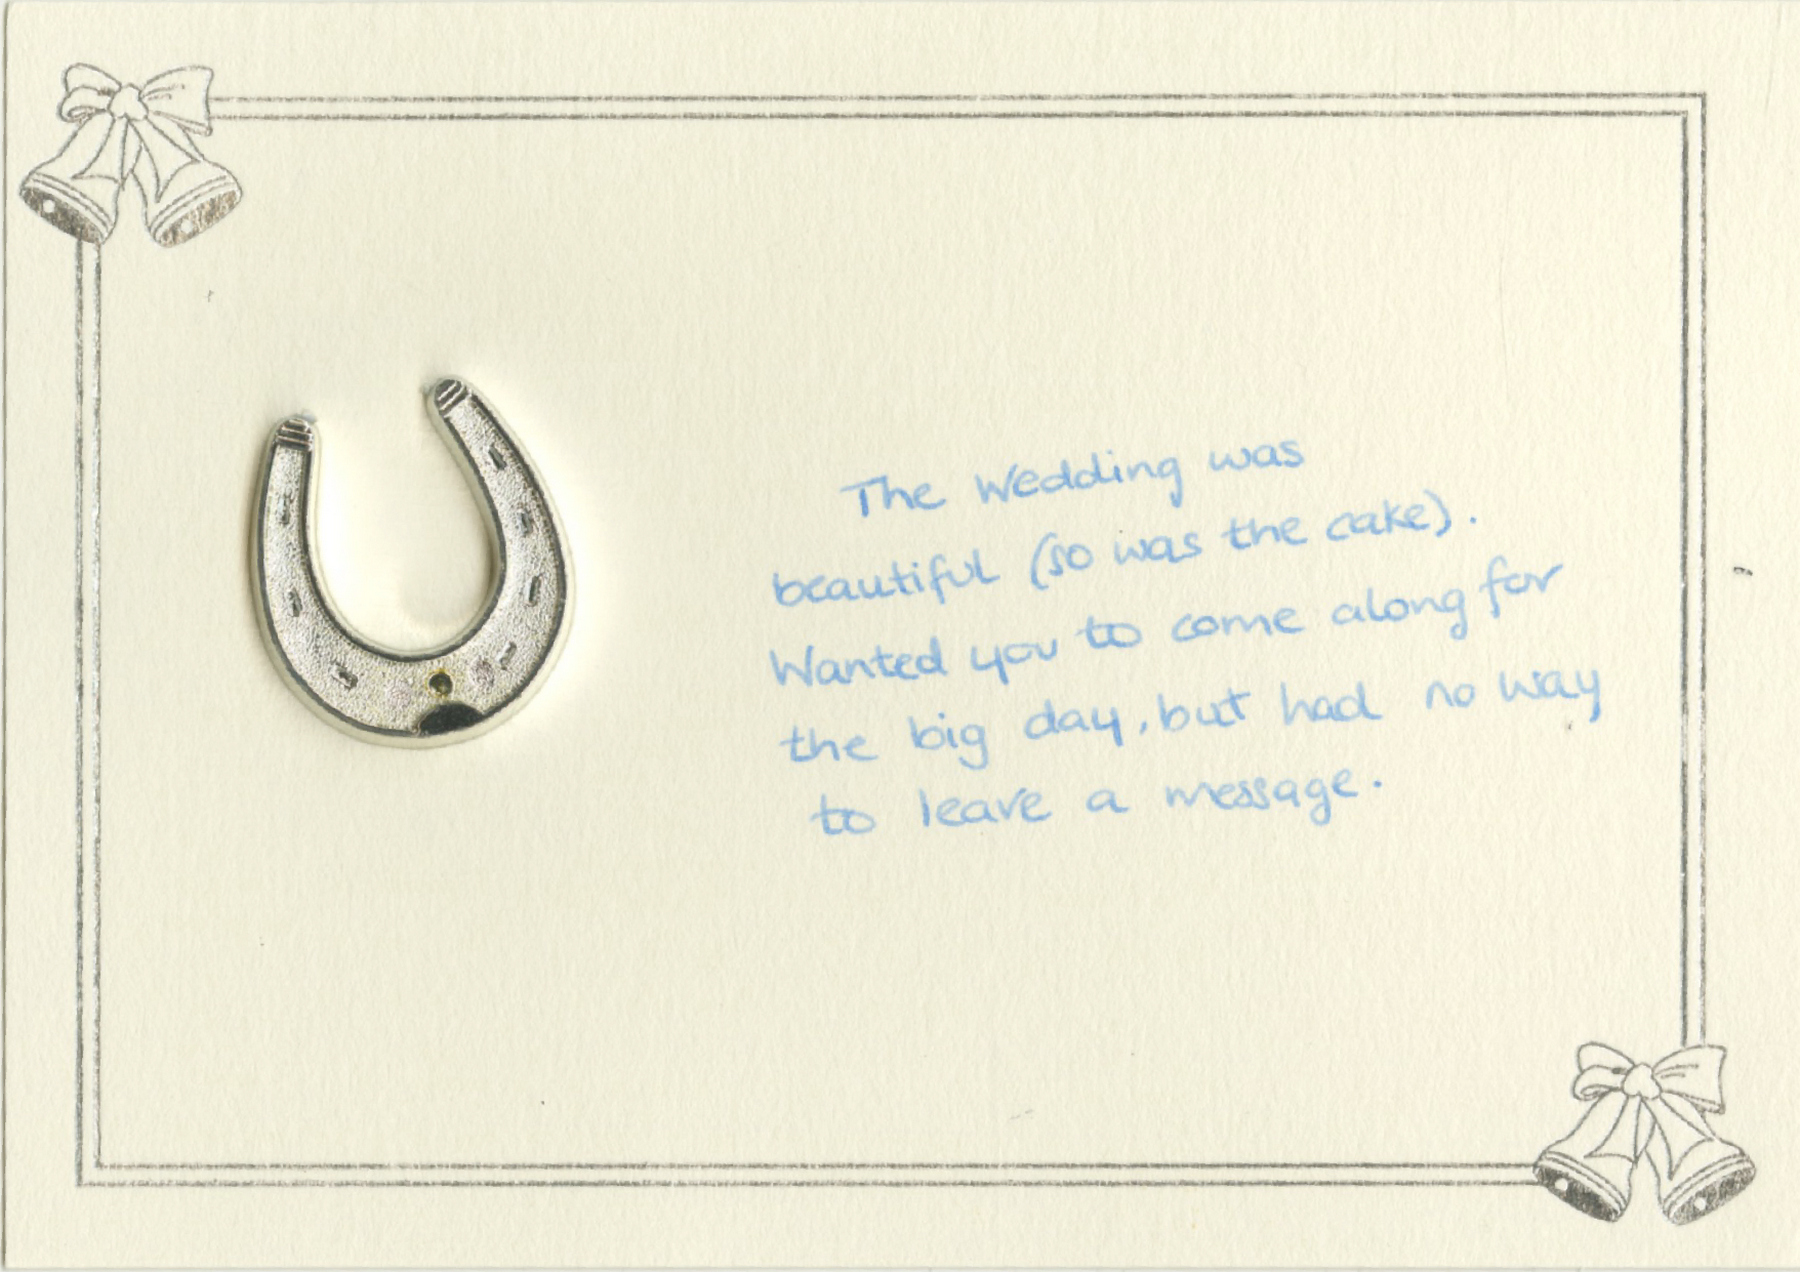 The Wedding was
beautiful (so was the cake).
Wanted you to come along for
the big day, but had no way
to leave a message.